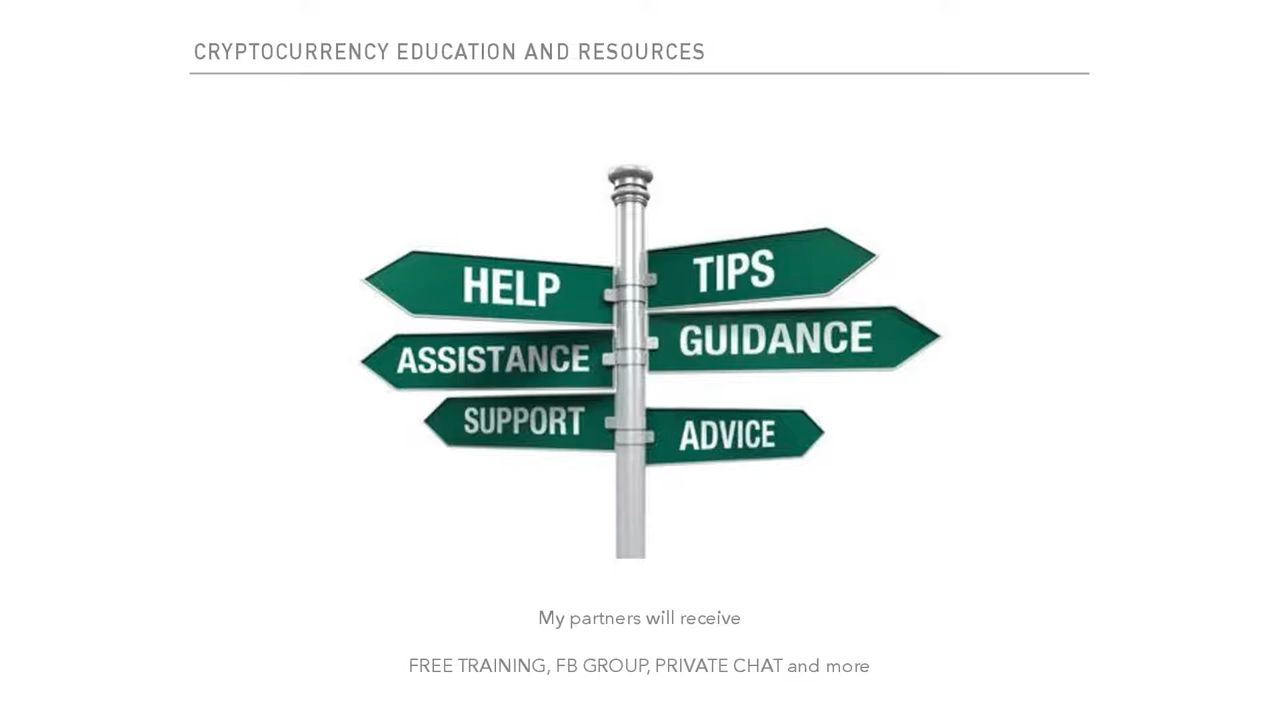 CRYPTOCURRENCY EDUCATION AND RESOURCES
HELP
TIPS
ASSISTANCE
GUIDANCE
SUPPORT
ADVICE
My partners will receive
FREE TRAINING, FB GROUP, PRIVATE CHAT and more